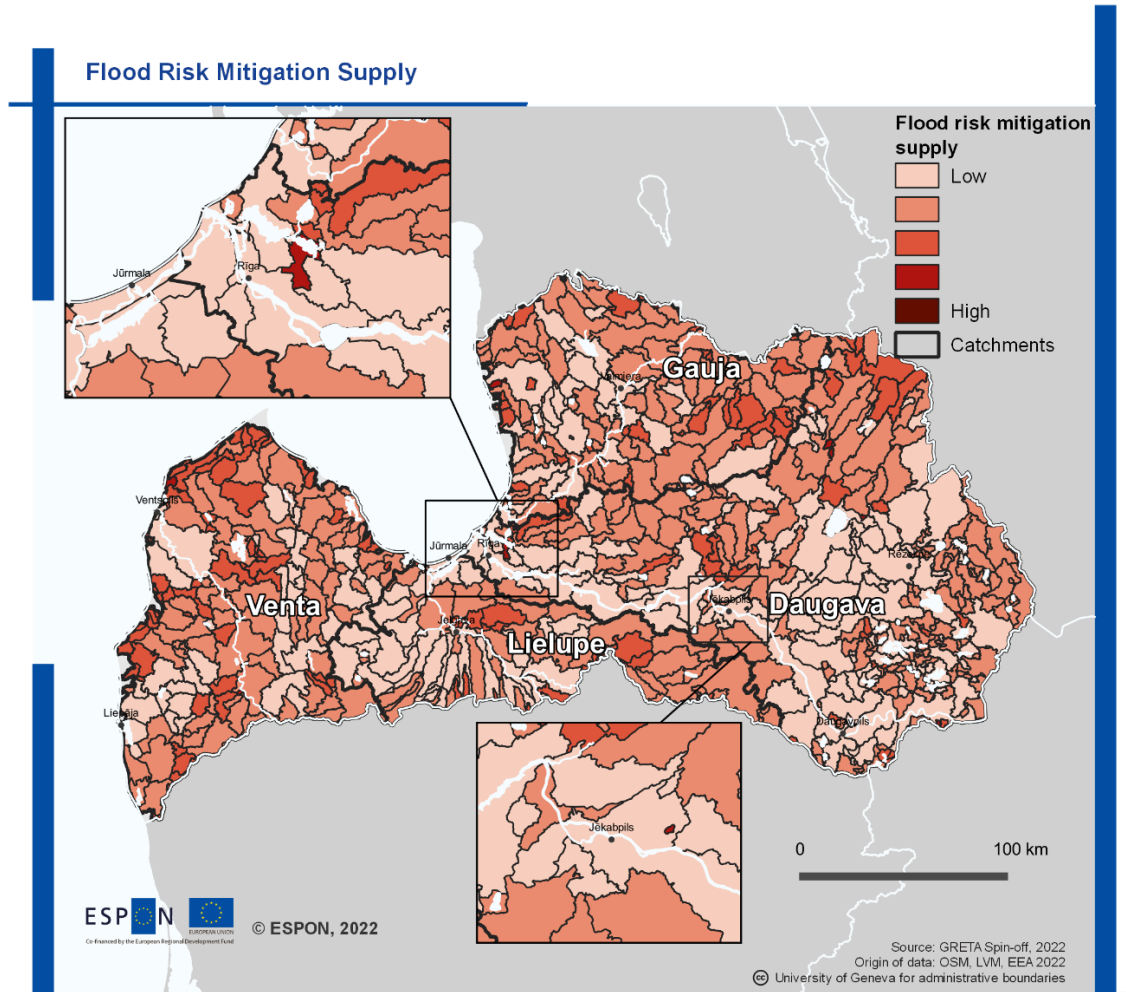 Flood Risk Mitigation Supply
Flood risk mitigation
supply
Low
High
Catchments
Jūrmala
Rīga
Gauja
Valmiera
Ventspils
Jūrmala
Rīga
Rēzekne
Venta
Jēkabpils
Daugava
Jelgava
Lielupe
Liepāja
Daugavpils
Jēkabpils
0
100 km
ESPON
EUROPEAN UNION
Co-financed by the European Regional Development Fund
© ESPON, 2022
Source: GRETA Spin-off, 2022
Origin of data: OSM, LVM, EEA 2022
(cc) University of Geneva for administrative boundaries